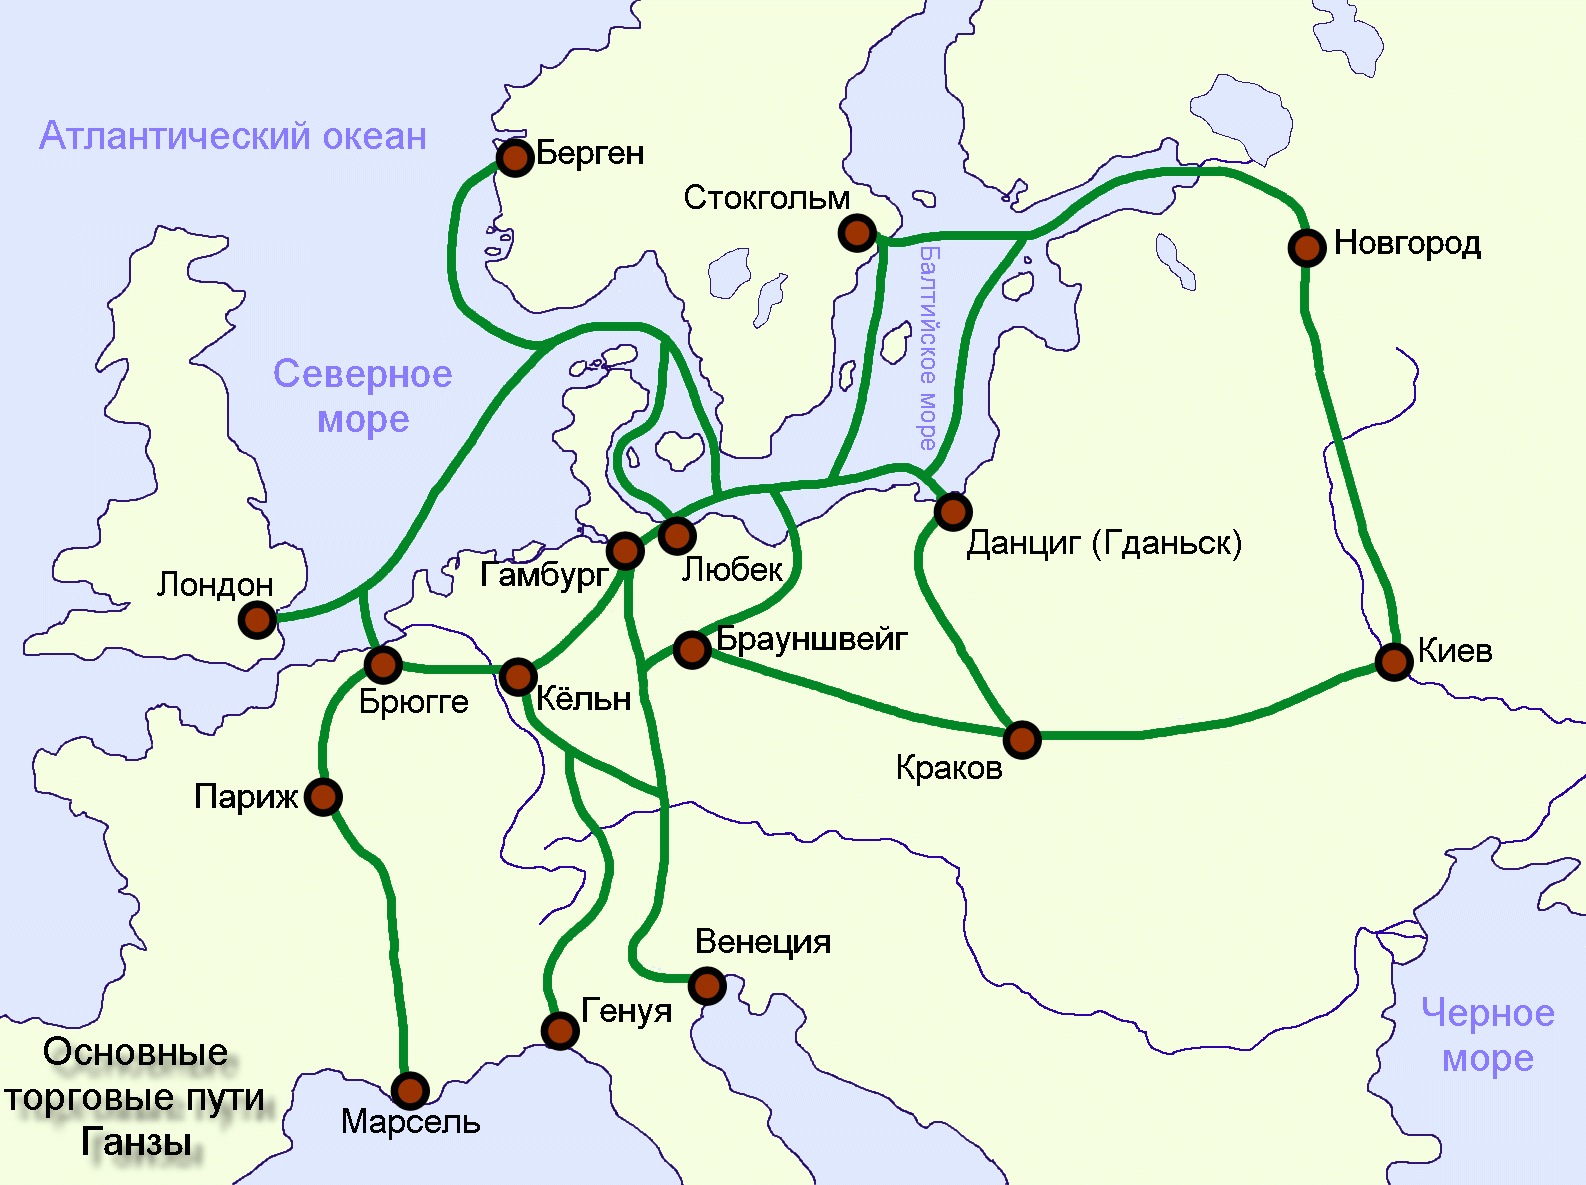 Атлантический океан
Берген
Стокгольм
Новгород
Балтийское море
Северное
море
Данциг (Гданьск)
Любек
Гамбург
Лондон
Брауншвейг
Киев
Кёльн
Брюгге
Краков
Париж
Венеция
Генуя
Черное
море
Основные
торговые пути
Ганзы
Марсель